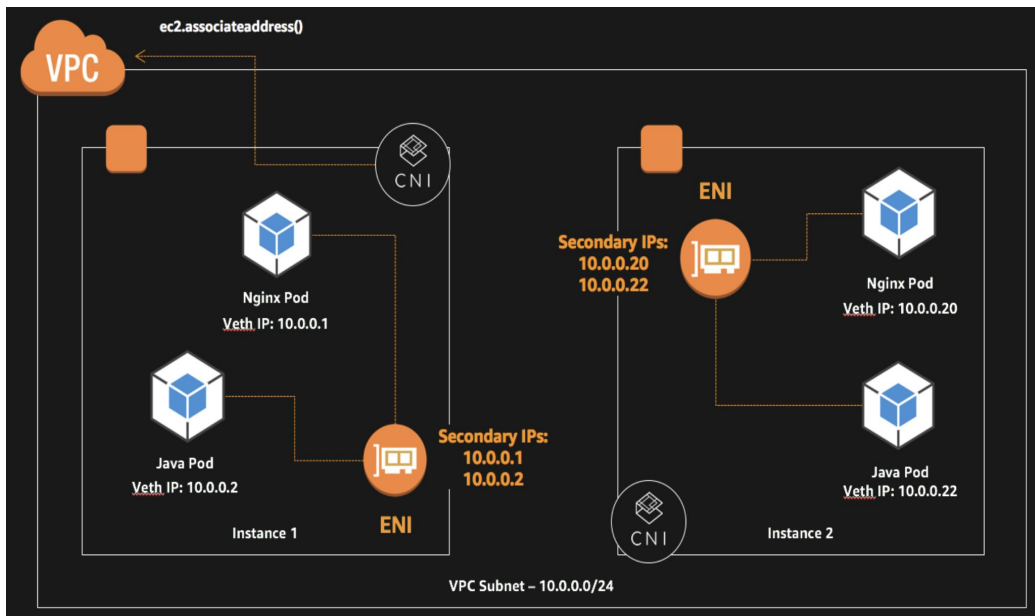 ec2.associateaddress()
VPC
CNI
Nginx Pod
Veth IP: 10.0.0.1
Java Pod
Veth IP: 10.0.0.2
Secondary IPs:
10.0.0.1
10.0.0.2
ENI
Instance 1
ENI
Secondary IPs:
10.0.0.20
10.0.0.22
Nginx Pod
Veth IP: 10.0.0.20
Java Pod
Veth IP: 10.0.0.22
CNI
Instance 2
VPC Subnet – 10.0.0.0/24